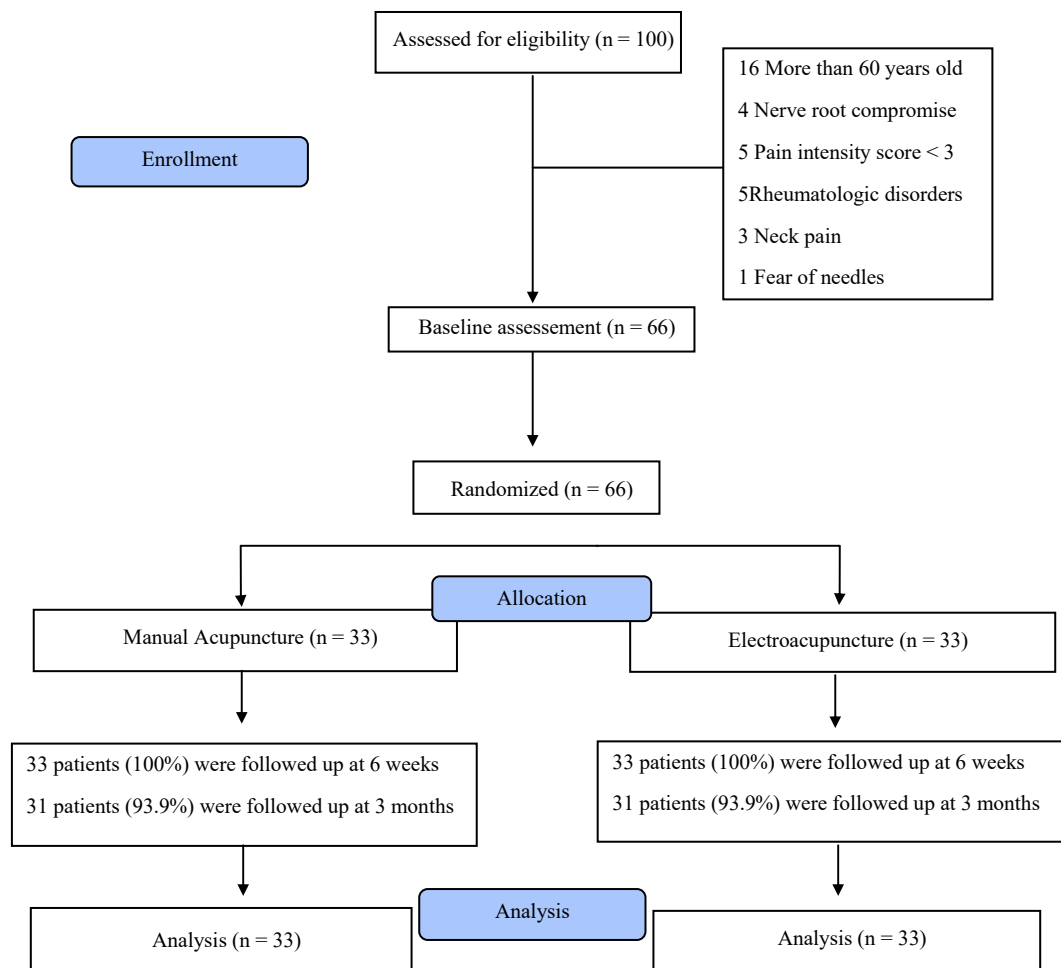 Assessed for eligibility (n = 100)
16 More than 60 years old
4 Nerve root compromise
5 Pain intensity score < 3
5Rheumatologic disorders
3 Neck pain
1 Fear of needles
Enrollment
Baseline assessement (n = 66)
Randomized (n = 66)
Allocation
Manual Acupuncture (n = 33)
Electroacupuncture (n = 33)
33 patients (100%) were followed up at 6 weeks
31 patients (93.9%) were followed up at 3 months
33 patients (100%) were followed up at 6 weeks
31 patients (93.9%) were followed up at 3 months
Analysis
Analysis (n = 33)
Analysis (n = 33)